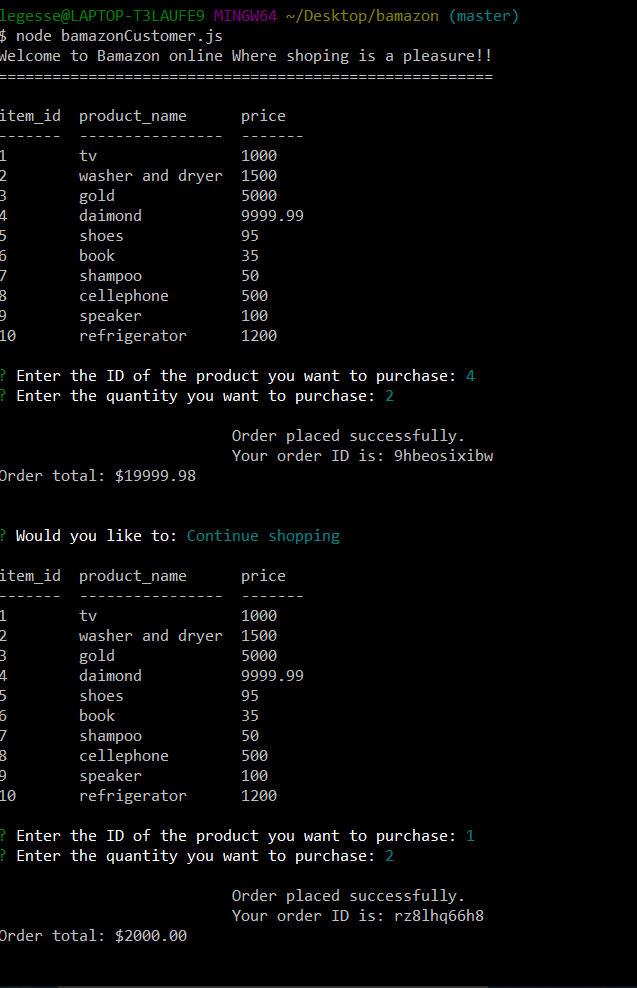 legesse@LAPTOP-T3LAUFE9 MINGW64 ~/Desktop/bamazon (master)
$ node bamazonCustomer.js
Welcome to Bamazon online Where shoping is a pleasure!!
=======================================================
item_id  product_name      price
-------  ----------------  -------
1        tv                1000
2        washer and dryer  1500
3        gold              5000
4        daimond           9999.99
5        shoes             95
6        book              35
7        shampoo           50
8        cellephone        500
9        speaker           100
10       refrigerator      1200
? Enter the ID of the product you want to purchase: 4
? Enter the quantity you want to purchase: 2
Order placed successfully.
Your order ID is: 9hbeosixibw
Order total: $19999.98
? Would you like to: Continue shopping
item_id  product_name      price
-------  ----------------  -------
1        tv                1000
2        washer and dryer  1500
3        gold              5000
4        daimond           9999.99
5        shoes             95
6        book              35
7        shampoo           50
8        cellephone        500
9        speaker           100
10       refrigerator      1200
? Enter the ID of the product you want to purchase: 1
? Enter the quantity you want to purchase: 2
Order placed successfully.
Your order ID is: rz8lhq66h8
Order total: $2000.00